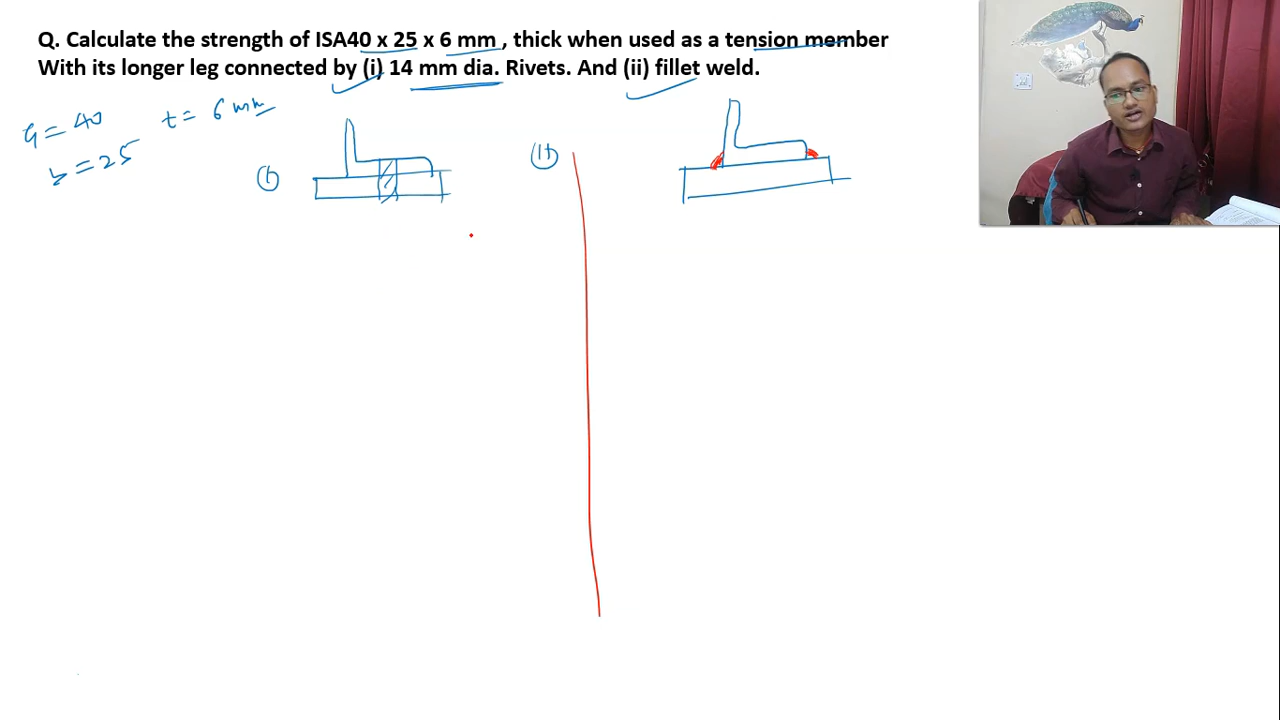 Q. Calculate the strength of ISA40 x 25 x 6 mm , thick when used as a tension member
With its longer leg connected by (i) 14 mm dia. Rivets. And (ii) fillet weld.
a = 40
t = 6 mm
b = 25
(i)
(ii)